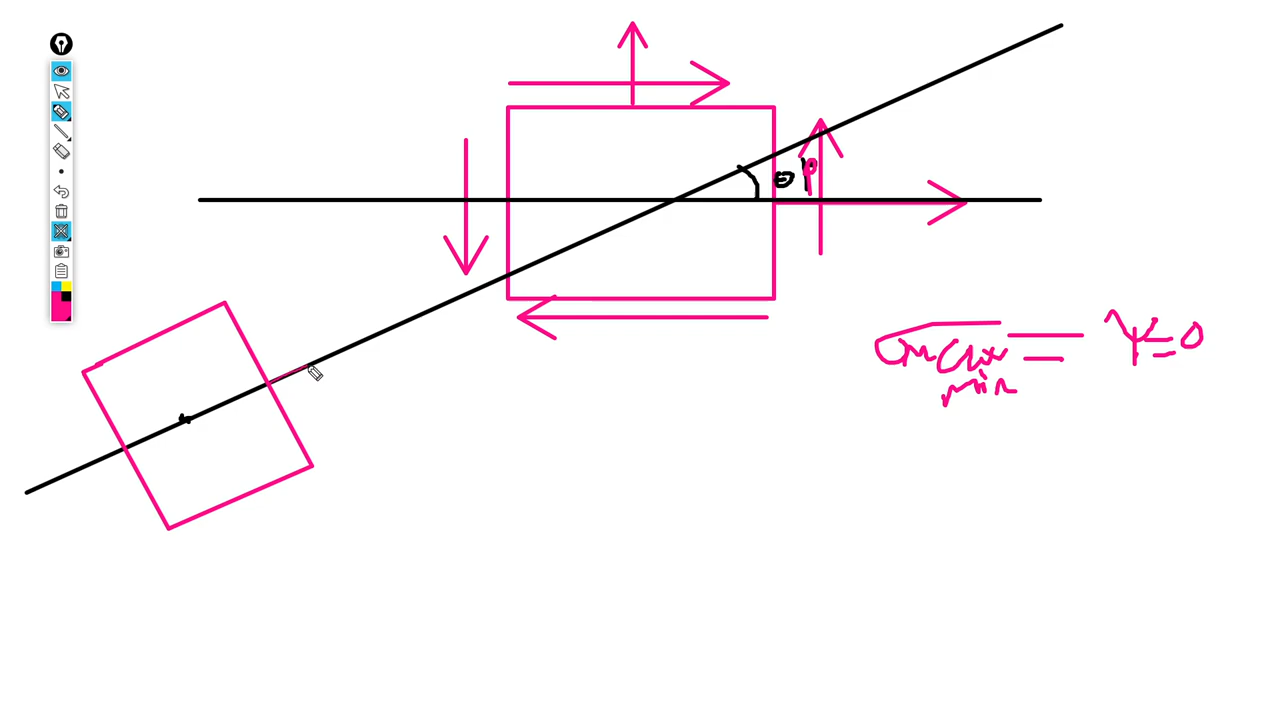 θp
σmax = τ=0
min